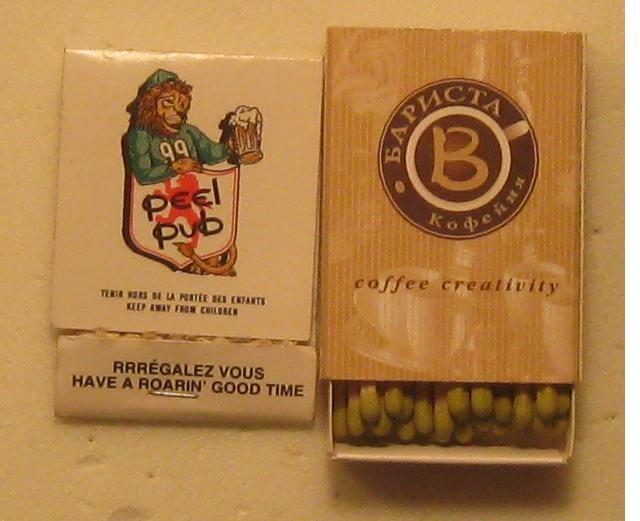 99
peel
pub
TENIR HORS DE LA PORTÉE DES ENFANTS
KEEP AWAY FROM CHILDREN
RRRÉGALEZ VOUS
HAVE A ROARIN' GOOD TIME
БАРИСТА
В
Кофейня
coffee creativity